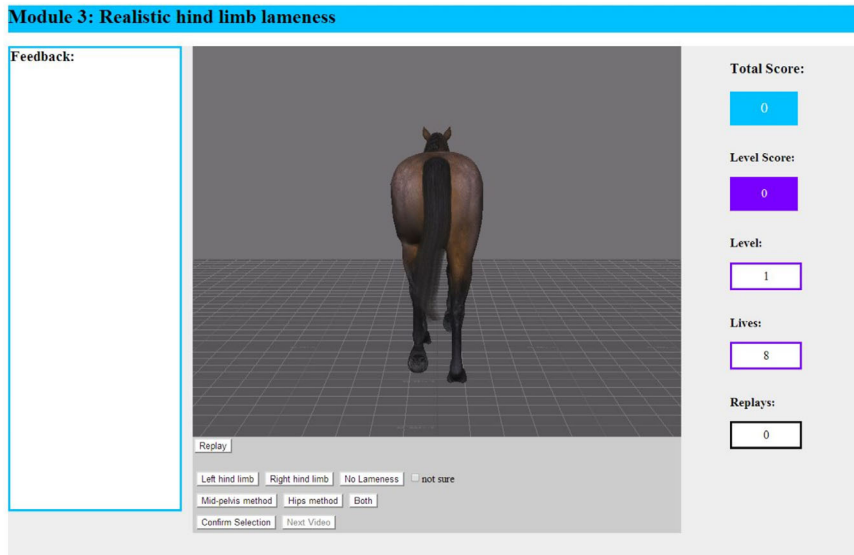 Module 3: Realistic hind limb lameness
Feedback:
Replay
Left hind limb Right hind limb No Lameness not sure
Mid-pelvis method Hips method Both
Confirm Selection Next Video
Total Score:
0
Level Score:
0
Level:
1
Lives:
8
Replays:
0